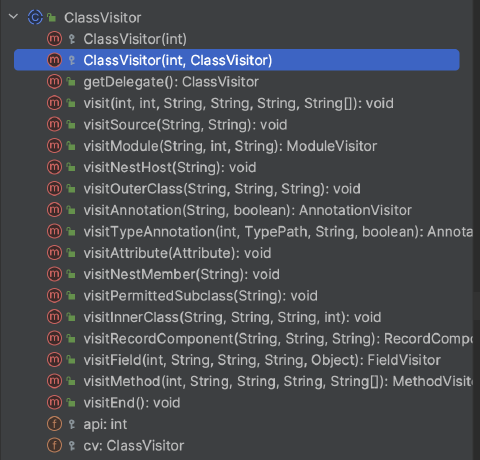 ClassVisitor
ClassVisitor(int)
ClassVisitor(int, ClassVisitor)
getDelegate(): ClassVisitor
visit(int, int, String, String, String, String[]): void
visitSource(String, String): void
visitModule(String, int, String): ModuleVisitor
visitNestHost(String): void
visitOuterClass(String, String, String): void
visitAnnotation(String, boolean): AnnotationVisitor
visitTypeAnnotation(int, TypePath, String, boolean): Annota
visitAttribute(Attribute): void
visitNestMember(String): void
visitPermittedSubclass(String): void
visitInnerClass(String, String, String, int): void
visitRecordComponent(String, String, String): RecordCompo
visitField(int, String, String, String, Object): FieldVisitor
visitMethod(int, String, String, String, String[]): MethodVisito
visitEnd(): void
api: int
cv: ClassVisitor